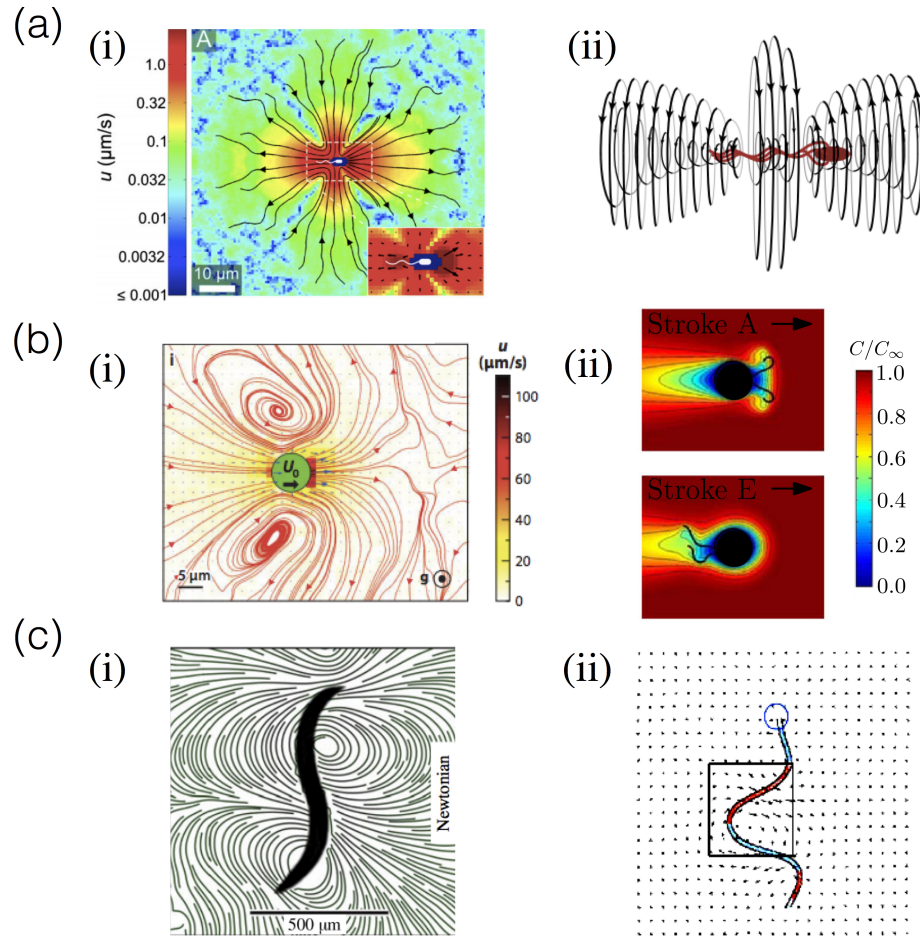 (a)
(i)
A
u (μm/s)
1.0
0.32
0.1
0.032
0.01
0.0032
≤ 0.001
10 μm
(ii)
(b)
(i)
i
U₀
5 μm
g
u
(μm/s)
100
80
60
40
20
0
(ii)
Stroke A
Stroke E
C/C∞
1.0
0.8
0.6
0.4
0.2
0.0
(c)
(i)
Newtonian
500 μm
(ii)